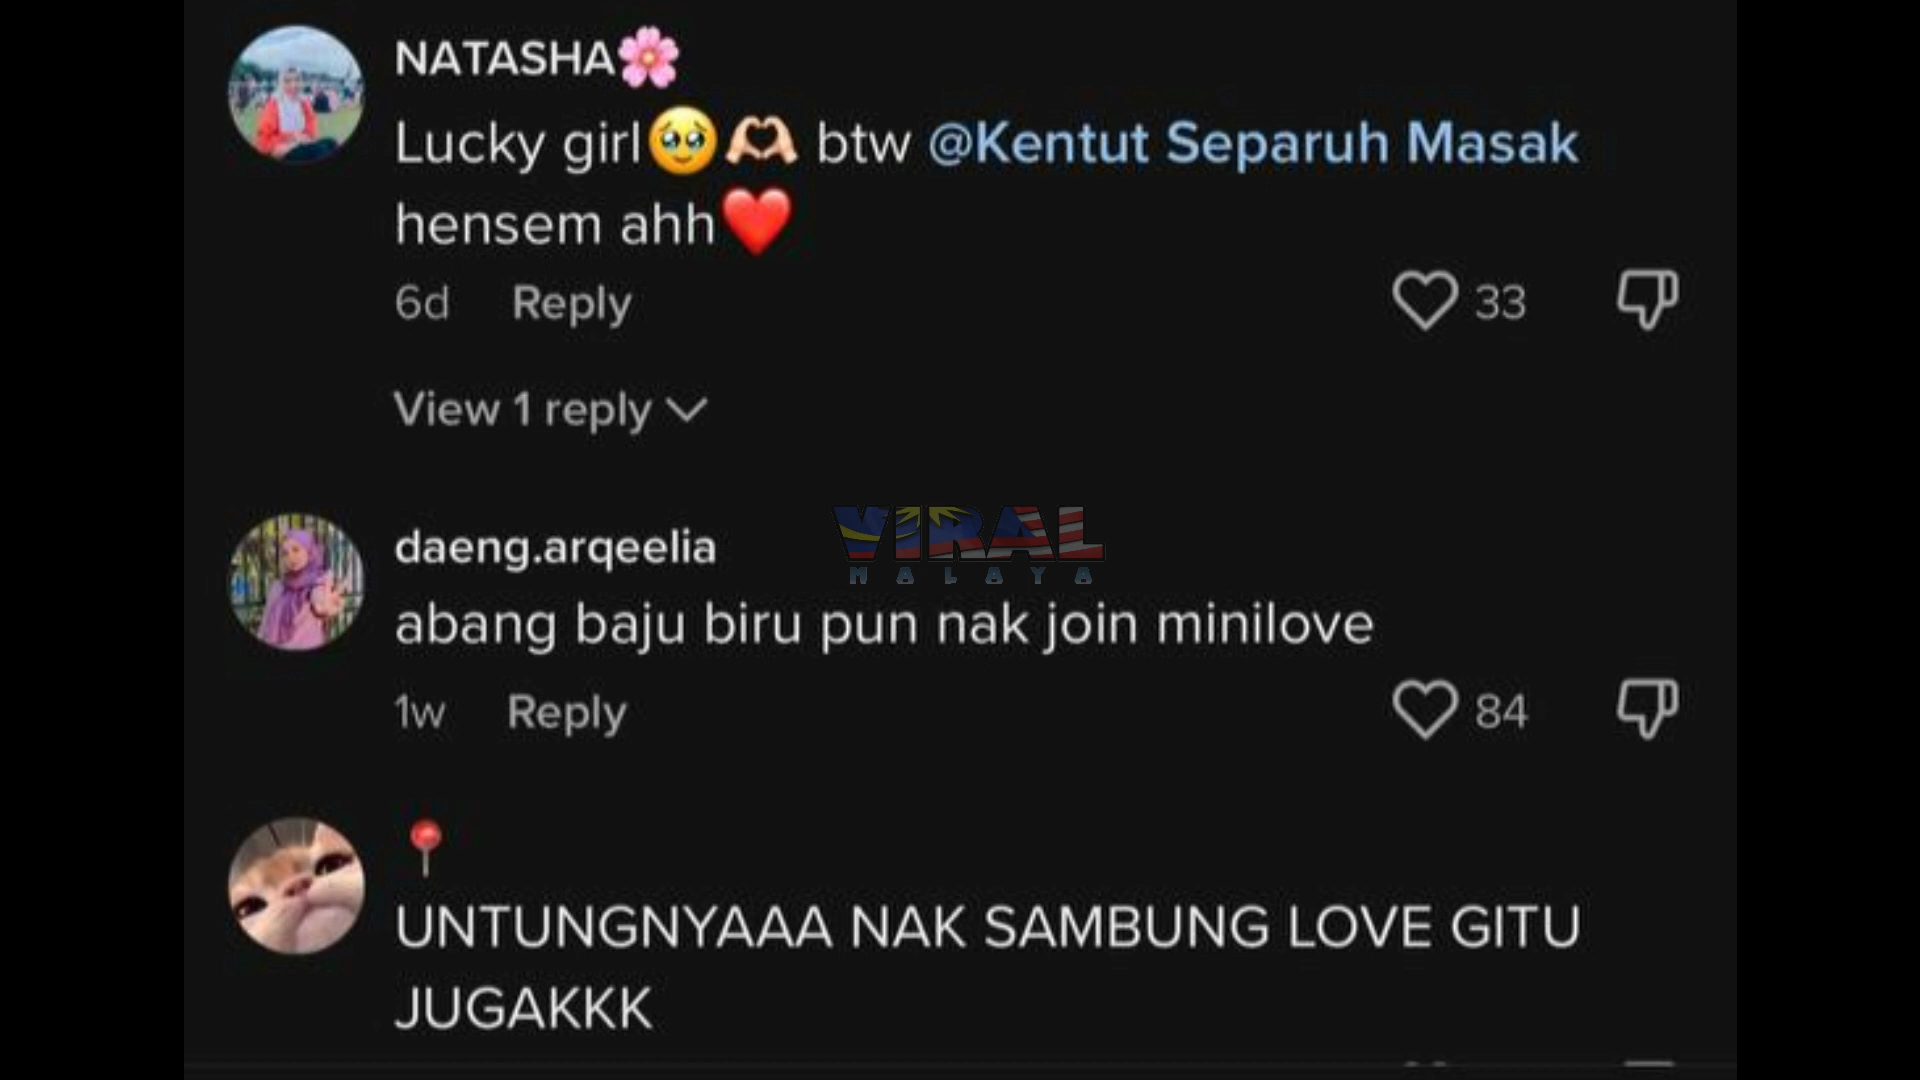 NATASHA🌸
Lucky girl🥹🫶🏻 btw @Kentut Separuh Masak
hensem ahh❤️
6d Reply 33
View 1 reply
VIRAL
MALAYA
daeng.arqeelia
abang baju biru pun nak join minilove
1w Reply 84
📍
UNTUNGNYAAA NAK SAMBUNG LOVE GITU
JUGAKKK